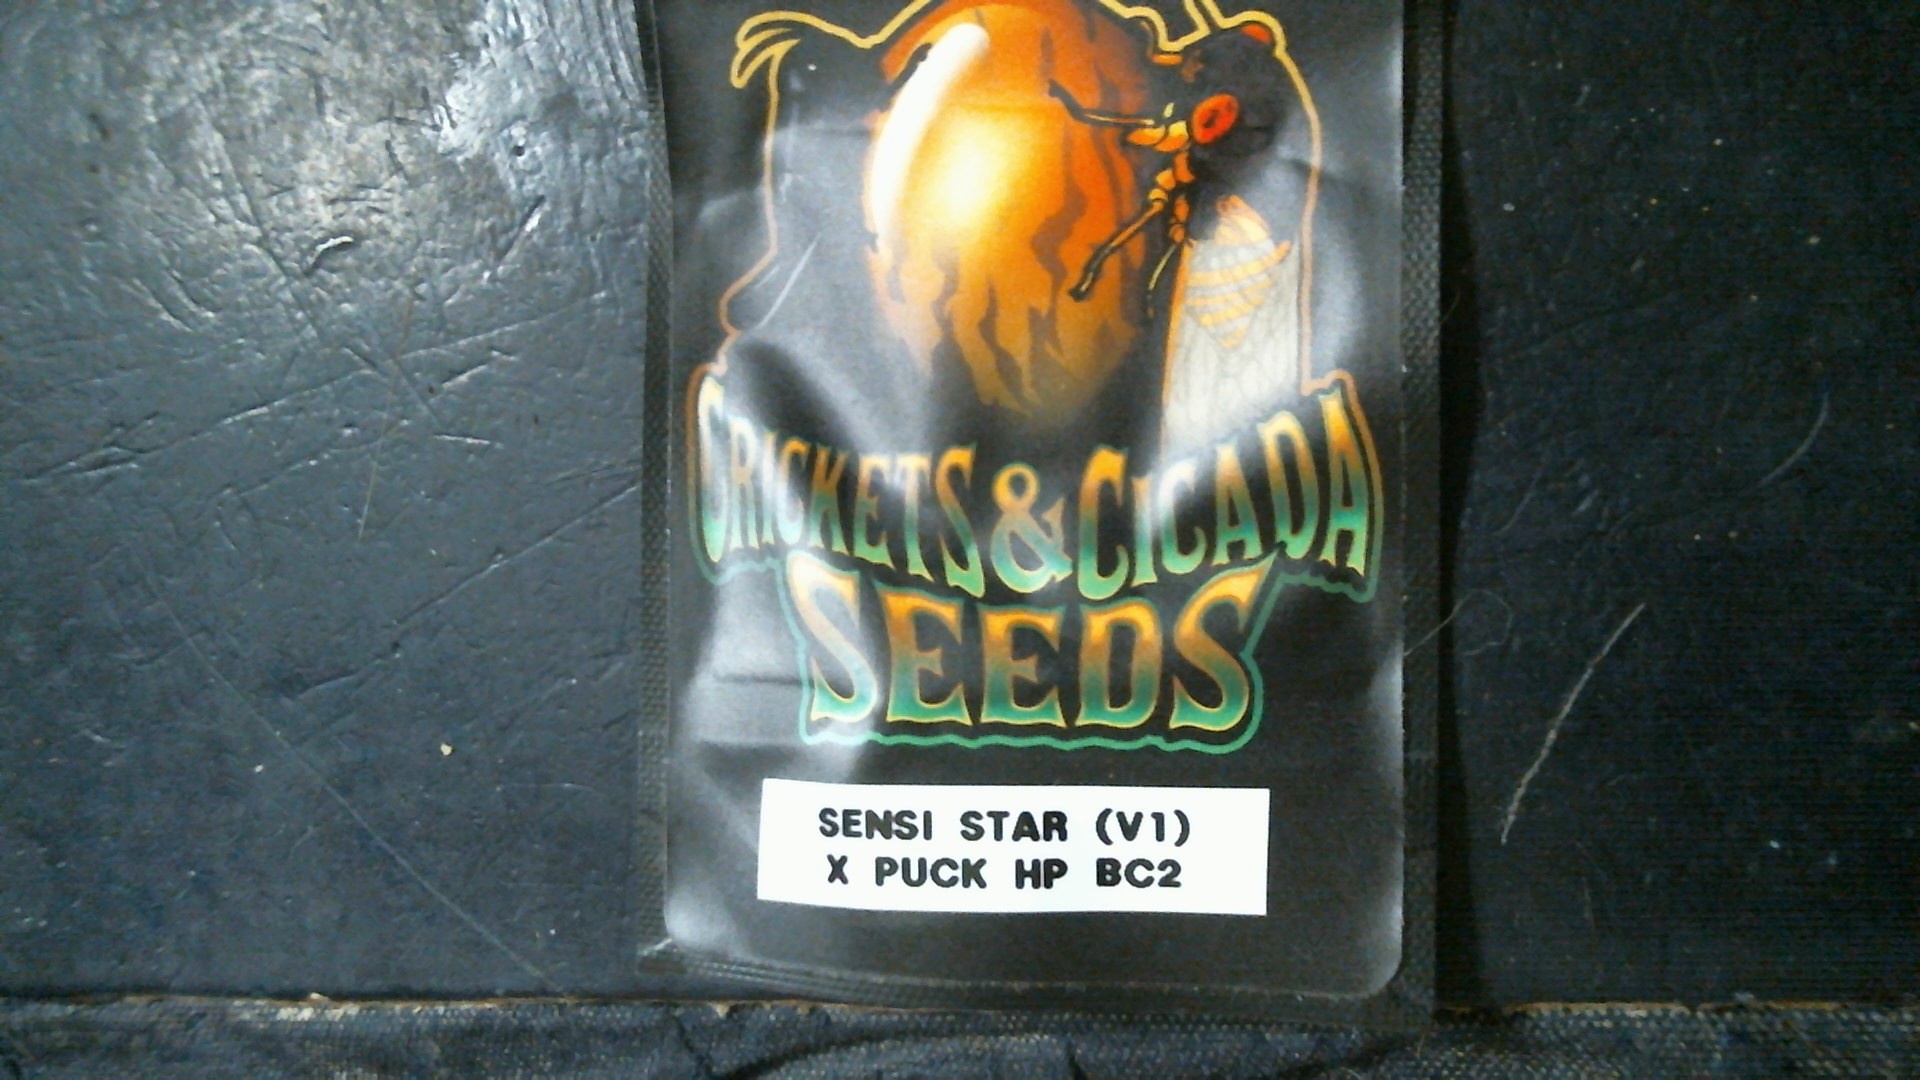 CRICKETS & CICADA
SEEDS
SENSI STAR (V1)
X PUCK HP BC2